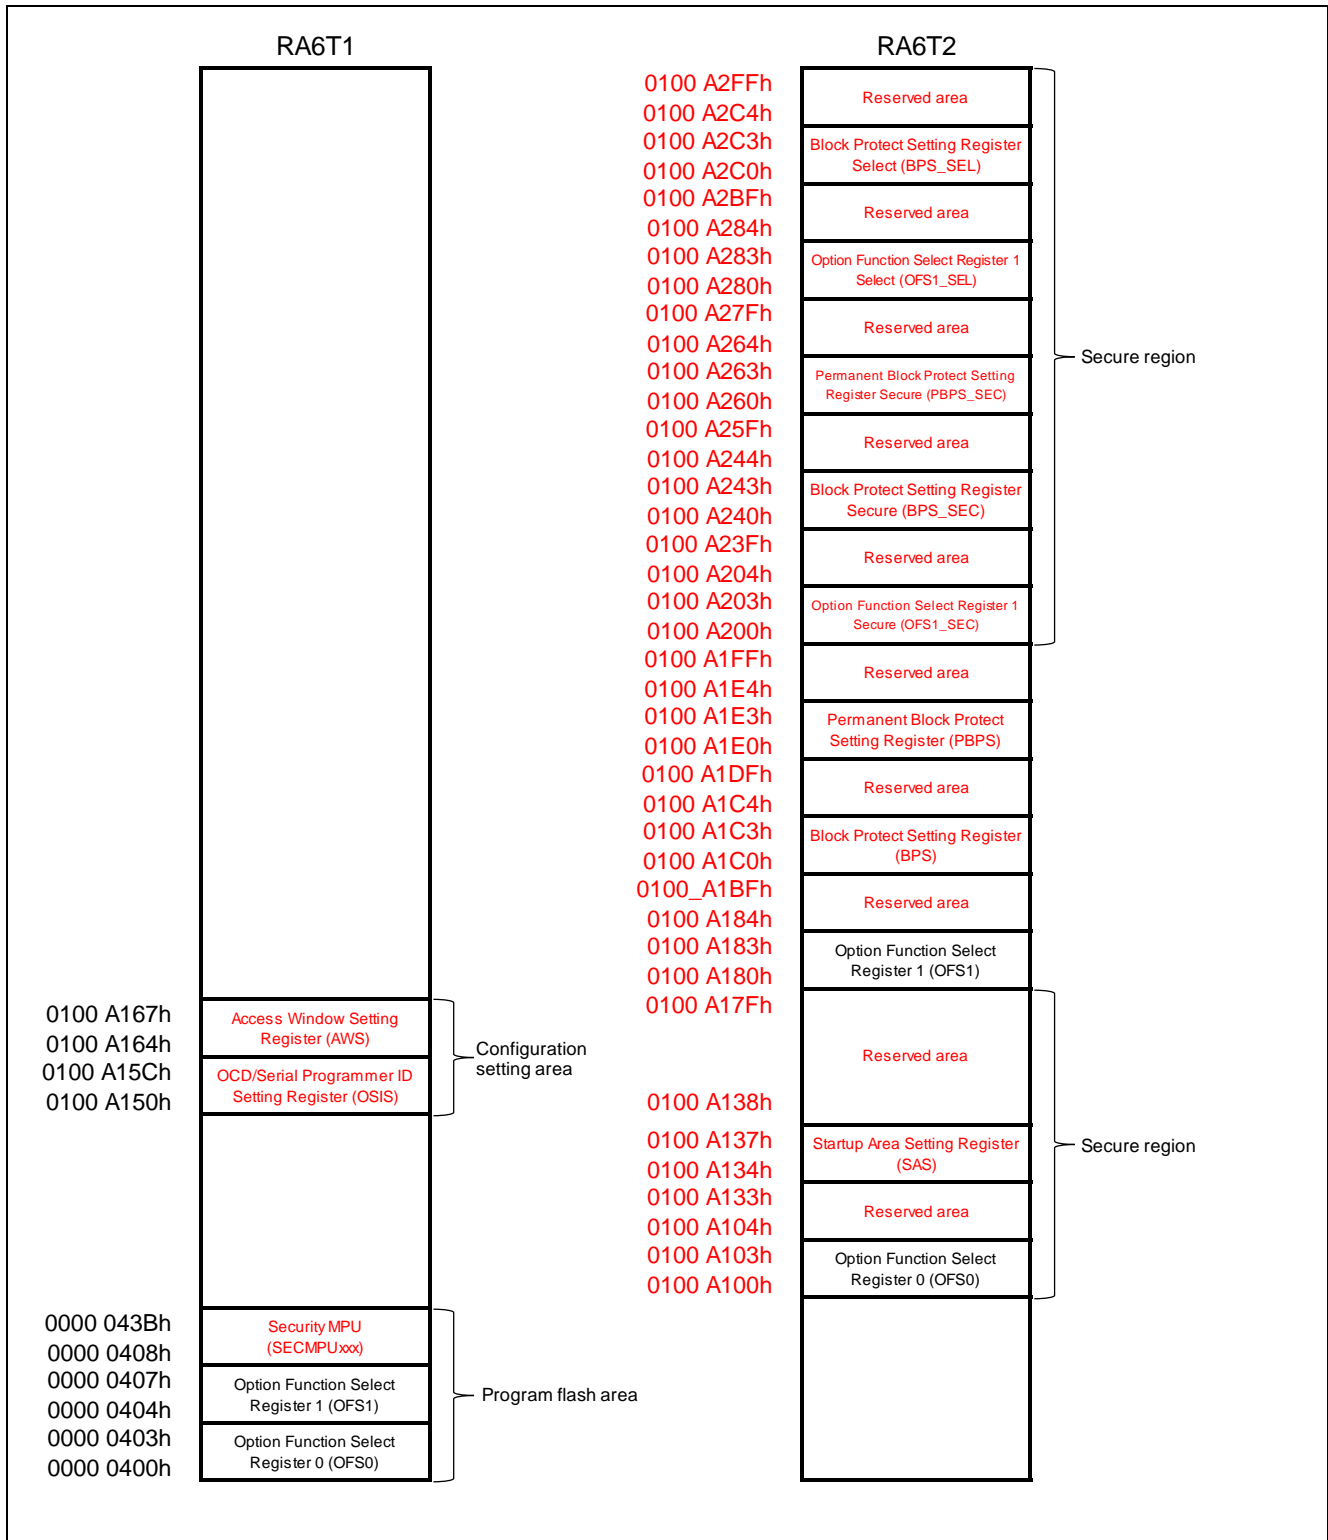 RA6T1
0100 A167h
0100 A164h
0100 A15Ch
0100 A150h
Access Window Setting
Register (AWS)
OCD/Serial Programmer ID
Setting Register (OSIS)
Configuration
setting area
0000 043Bh
0000 0408h
0000 0407h
0000 0404h
0000 0403h
0000 0400h
Security MPU
(SECMPUxxx)
Option Function Select
Register 1 (OFS1)
Option Function Select
Register 0 (OFS0)
Program flash area
RA6T2
0100 A2FFh
0100 A2C4h
0100 A2C3h
0100 A2C0h
0100 A2BFh
0100 A284h
0100 A283h
0100 A280h
0100 A27Fh
0100 A264h
0100 A263h
0100 A260h
0100 A25Fh
0100 A244h
0100 A243h
0100 A240h
0100 A23Fh
0100 A204h
0100 A203h
0100 A200h
0100 A1FFh
0100 A1E4h
0100 A1E3h
0100 A1E0h
0100 A1DFh
0100 A1C4h
0100 A1C3h
0100 A1C0h
0100_A1BFh
0100 A184h
0100 A183h
0100 A180h
0100 A17Fh
0100 A138h
0100 A137h
0100 A134h
0100 A133h
0100 A104h
0100 A103h
0100 A100h
Reserved area
Block Protect Setting Register
Select (BPS_SEL)
Reserved area
Option Function Select Register 1
Select (OFS1_SEL)
Reserved area
Permanent Block Protect Setting
Register Secure (PBPS_SEC)
Reserved area
Block Protect Setting Register
Secure (BPS_SEC)
Reserved area
Option Function Select Register 1
Secure (OFS1_SEC)
Reserved area
Permanent Block Protect
Setting Register (PBPS)
Reserved area
Block Protect Setting Register
(BPS)
Reserved area
Option Function Select
Register 1 (OFS1)
Reserved area
Startup Area Setting Register
(SAS)
Reserved area
Option Function Select
Register 0 (OFS0)
Secure region
Secure region